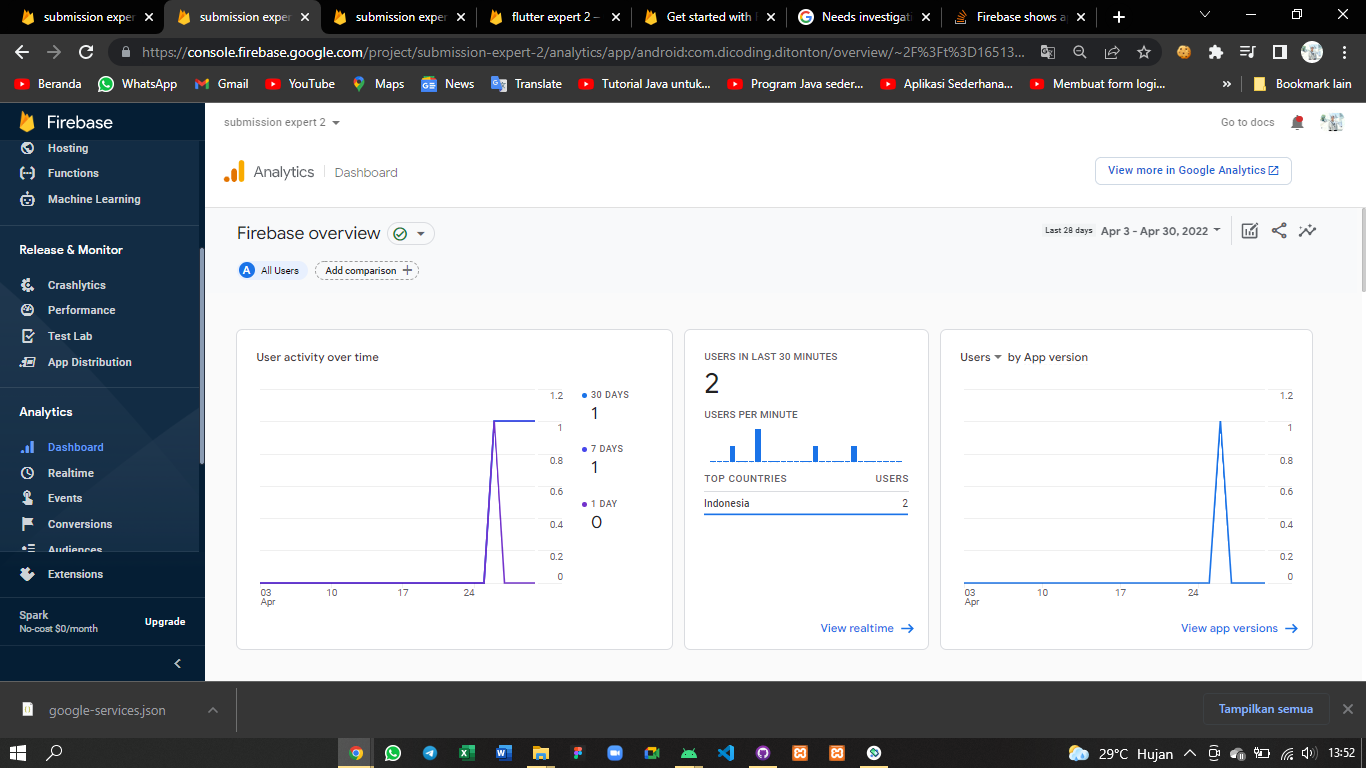 submission exper
submission exper
submission exper
flutter expert 2 –
Get started with
Needs investigat
Firebase shows a
https://console.firebase.google.com/project/submission-expert-2/analytics/app/android:com.dicoding.ditonton/overview/~2F%3Ft%3D16513...
Beranda
WhatsApp
Gmail
YouTube
Maps
News
Translate
Tutorial Java untuk...
Program Java seder...
Aplikasi Sederhana...
Membuat form logi...
»
Bookmark lain
Firebase
Hosting
Functions
Machine Learning
Release & Monitor
Crashlytics
Performance
Test Lab
App Distribution
Analytics
Dashboard
Realtime
Events
Conversions
Audiences
Extensions
Spark
No-cost $0/month
Upgrade
submission expert 2
Go to docs
Analytics
Dashboard
View more in Google Analytics
Firebase overview
Last 28 days
Apr 3 - Apr 30, 2022
A
All Users
Add comparison +
User activity over time
1.2
1
0.8
0.6
0.4
0.2
0
03
Apr
10
17
24
30 DAYS
1
7 DAYS
1
1 DAY
0
USERS IN LAST 30 MINUTES
2
USERS PER MINUTE
TOP COUNTRIES
USERS
Indonesia
2
View realtime
Users
by App version
1.2
1
0.8
0.6
0.4
0.2
0
03
Apr
10
17
24
View app versions
google-services.json
Tampilkan semua
29°C
Hujan
13:52